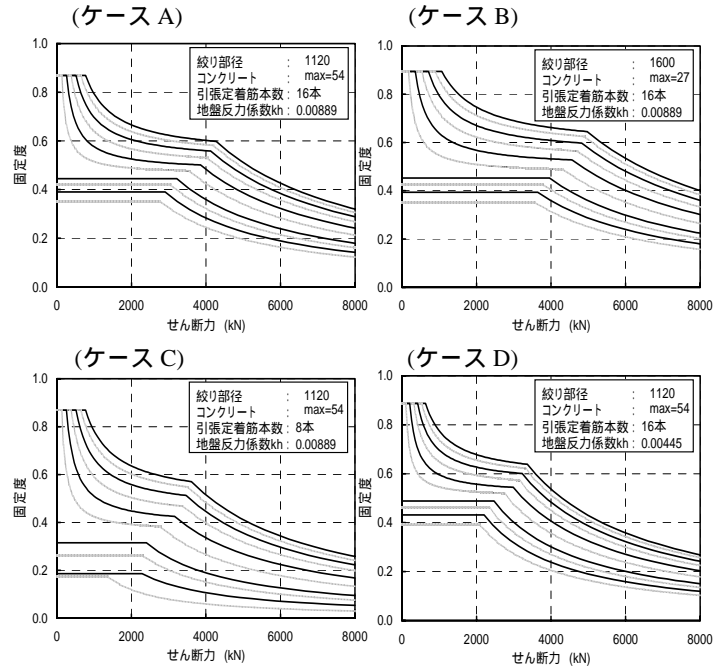 (ケース A)
1.0
0.8
0.6
0.4
0.2
0.0
固定度
絞り部径 : 1120
コンクリート : max=54
引張定着筋本数 : 16本
地盤反力係数kh : 0.00889
0 2000 4000 6000 8000
せん断力 (kN)
(ケース B)
1.0
0.8
0.6
0.4
0.2
0.0
固定度
絞り部径 : 1600
コンクリート : max=27
引張定着筋本数 : 16本
地盤反力係数kh : 0.00889
0 2000 4000 6000 8000
せん断力 (kN)
(ケース C)
1.0
0.8
0.6
0.4
0.2
0.0
固定度
絞り部径 : 1120
コンクリート : max=54
引張定着筋本数 : 8本
地盤反力係数kh : 0.00889
0 2000 4000 6000 8000
せん断力 (kN)
(ケース D)
1.0
0.8
0.6
0.4
0.2
0.0
固定度
絞り部径 : 1120
コンクリート : max=54
引張定着筋本数 : 16本
地盤反力係数kh : 0.00445
0 2000 4000 6000 8000
せん断力 (kN)